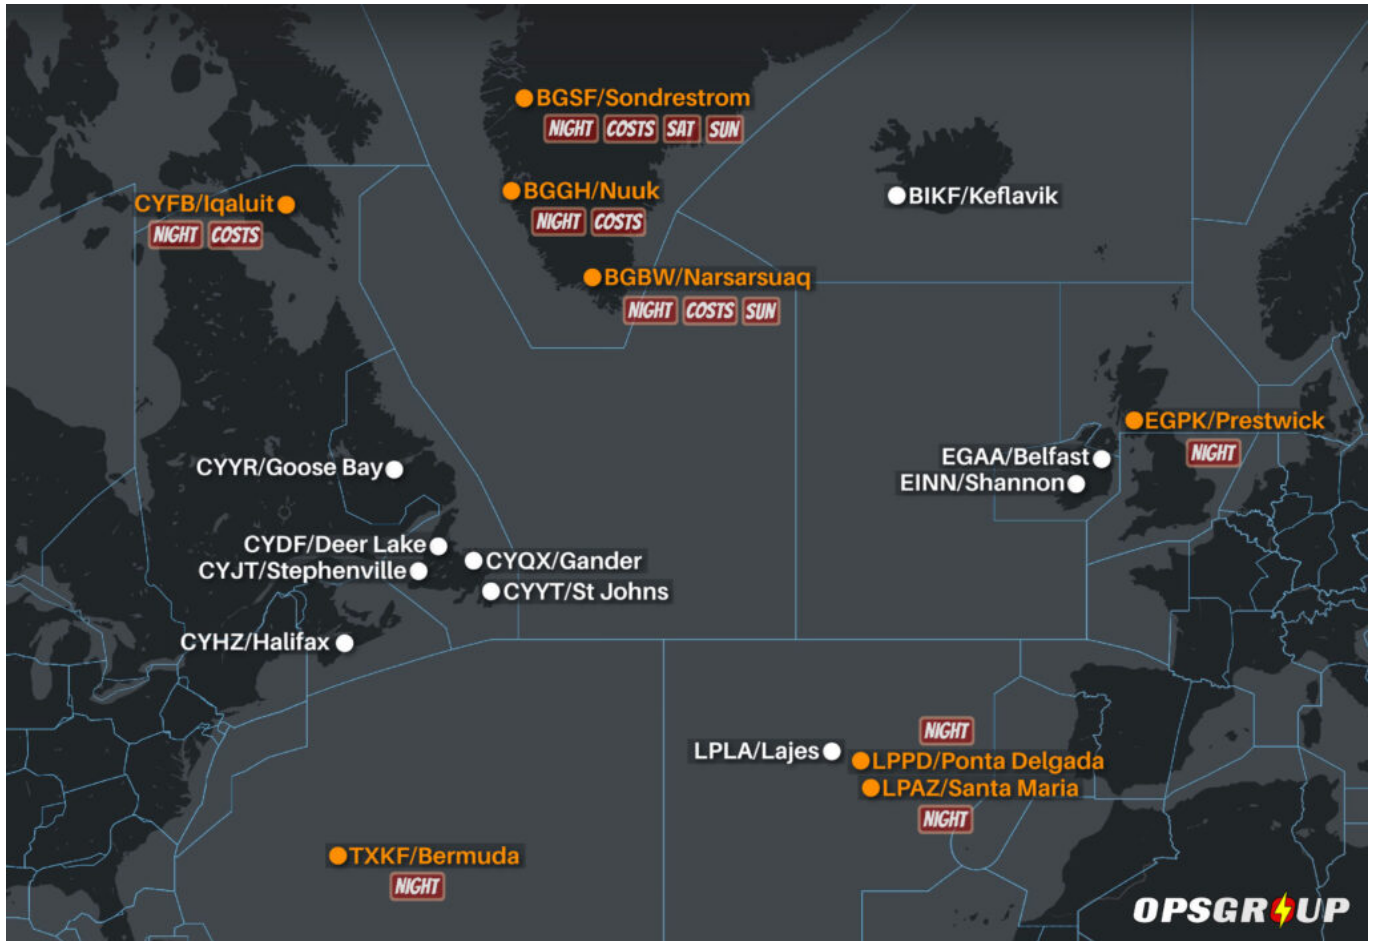 BGSF/Sondrestrom
NIGHT COSTS SAT SUN
CYFB/Iqaluit
NIGHT COSTS
BGGH/Nuuk
NIGHT COSTS
BIKF/Keflavik
BGBW/Narsarsuaq
NIGHT COSTS SUN
EGPK/Prestwick
NIGHT
CYYR/Goose Bay
EGAA/Belfast
EINN/Shannon
CYDF/Deer Lake
CYJT/Stephenville
CYQX/Gander
CYYT/St Johns
CYHZ/Halifax
NIGHT
LPLA/Lajes
LPPD/Ponta Delgada
LPAZ/Santa Maria
NIGHT
TXKF/Bermuda
NIGHT
OPSGROUP